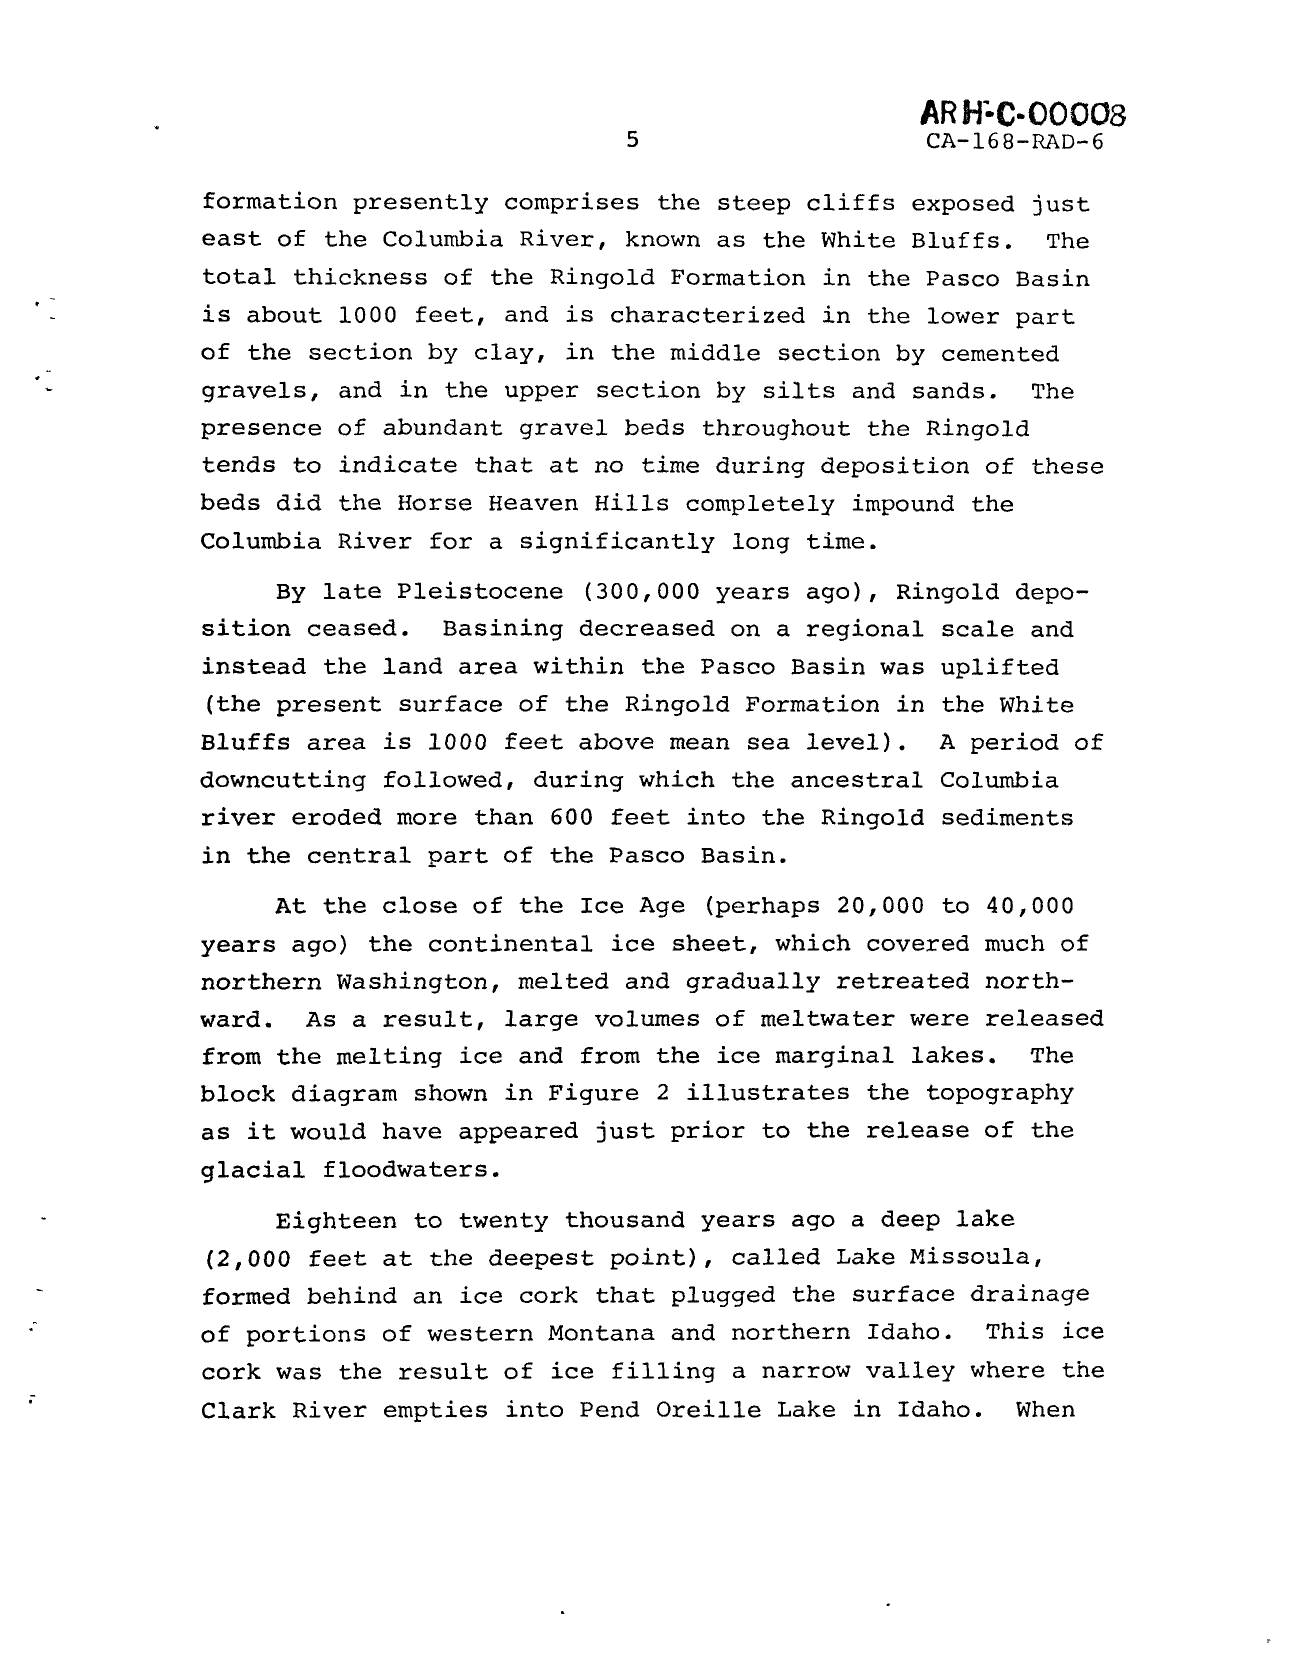 ARH-C-00008
5 CA-168-RAD-6
formation presently comprises the steep cliffs exposed just
east of the Columbia River, known as the White Bluffs. The
total thickness of the Ringold Formation in the Pasco Basin
is about 1000 feet, and is characterized in the lower part
of the section by clay, in the middle section by cemented
gravels, and in the upper section by silts and sands. The
presence of abundant gravel beds throughout the Ringold
tends to indicate that at no time during deposition of these
beds did the Horse Heaven Hills completely impound the
Columbia River for a significantly long time.
By late Pleistocene (300,000 years ago), Ringold depo-
sition ceased. Basining decreased on a regional scale and
instead the land area within the Pasco Basin was uplifted
(the present surface of the Ringold Formation in the White
Bluffs area is 1000 feet above mean sea level). A period of
downcutting followed, during which the ancestral Columbia
river eroded more than 600 feet into the Ringold sediments
in the central part of the Pasco Basin.
At the close of the Ice Age (perhaps 20,000 to 40,000
years ago) the continental ice sheet, which covered much of
northern Washington, melted and gradually retreated north-
ward. As a result, large volumes of meltwater were released
from the melting ice and from the ice marginal lakes. The
block diagram shown in Figure 2 illustrates the topography
as it would have appeared just prior to the release of the
glacial floodwaters.
Eighteen to twenty thousand years ago a deep lake
(2,000 feet at the deepest point), called Lake Missoula,
formed behind an ice cork that plugged the surface drainage
of portions of western Montana and northern Idaho. This ice
cork was the result of ice filling a narrow valley where the
Clark River empties into Pend Oreille Lake in Idaho. When